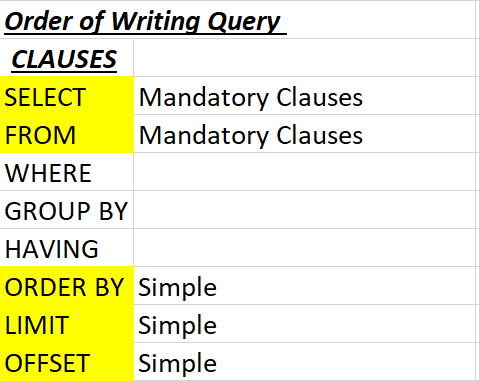 Order of Writing Query
CLAUSES
SELECT Mandatory Clauses
FROM Mandatory Clauses
WHERE
GROUP BY
HAVING
ORDER BY Simple
LIMIT Simple
OFFSET Simple